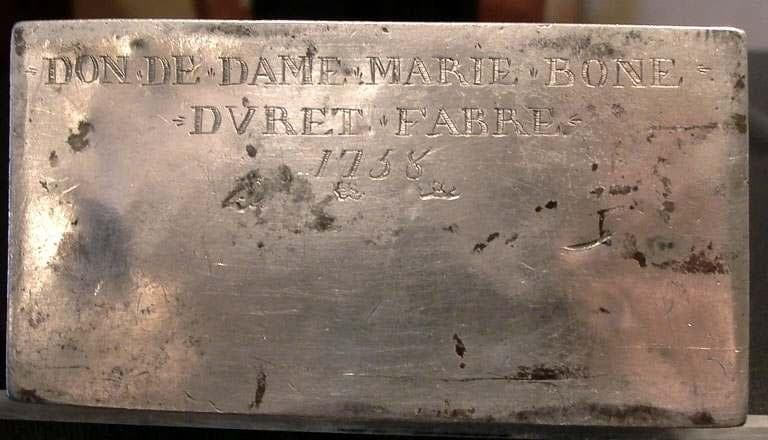 DON DE DAME MARIE BONE
DVRET FABRE
1758